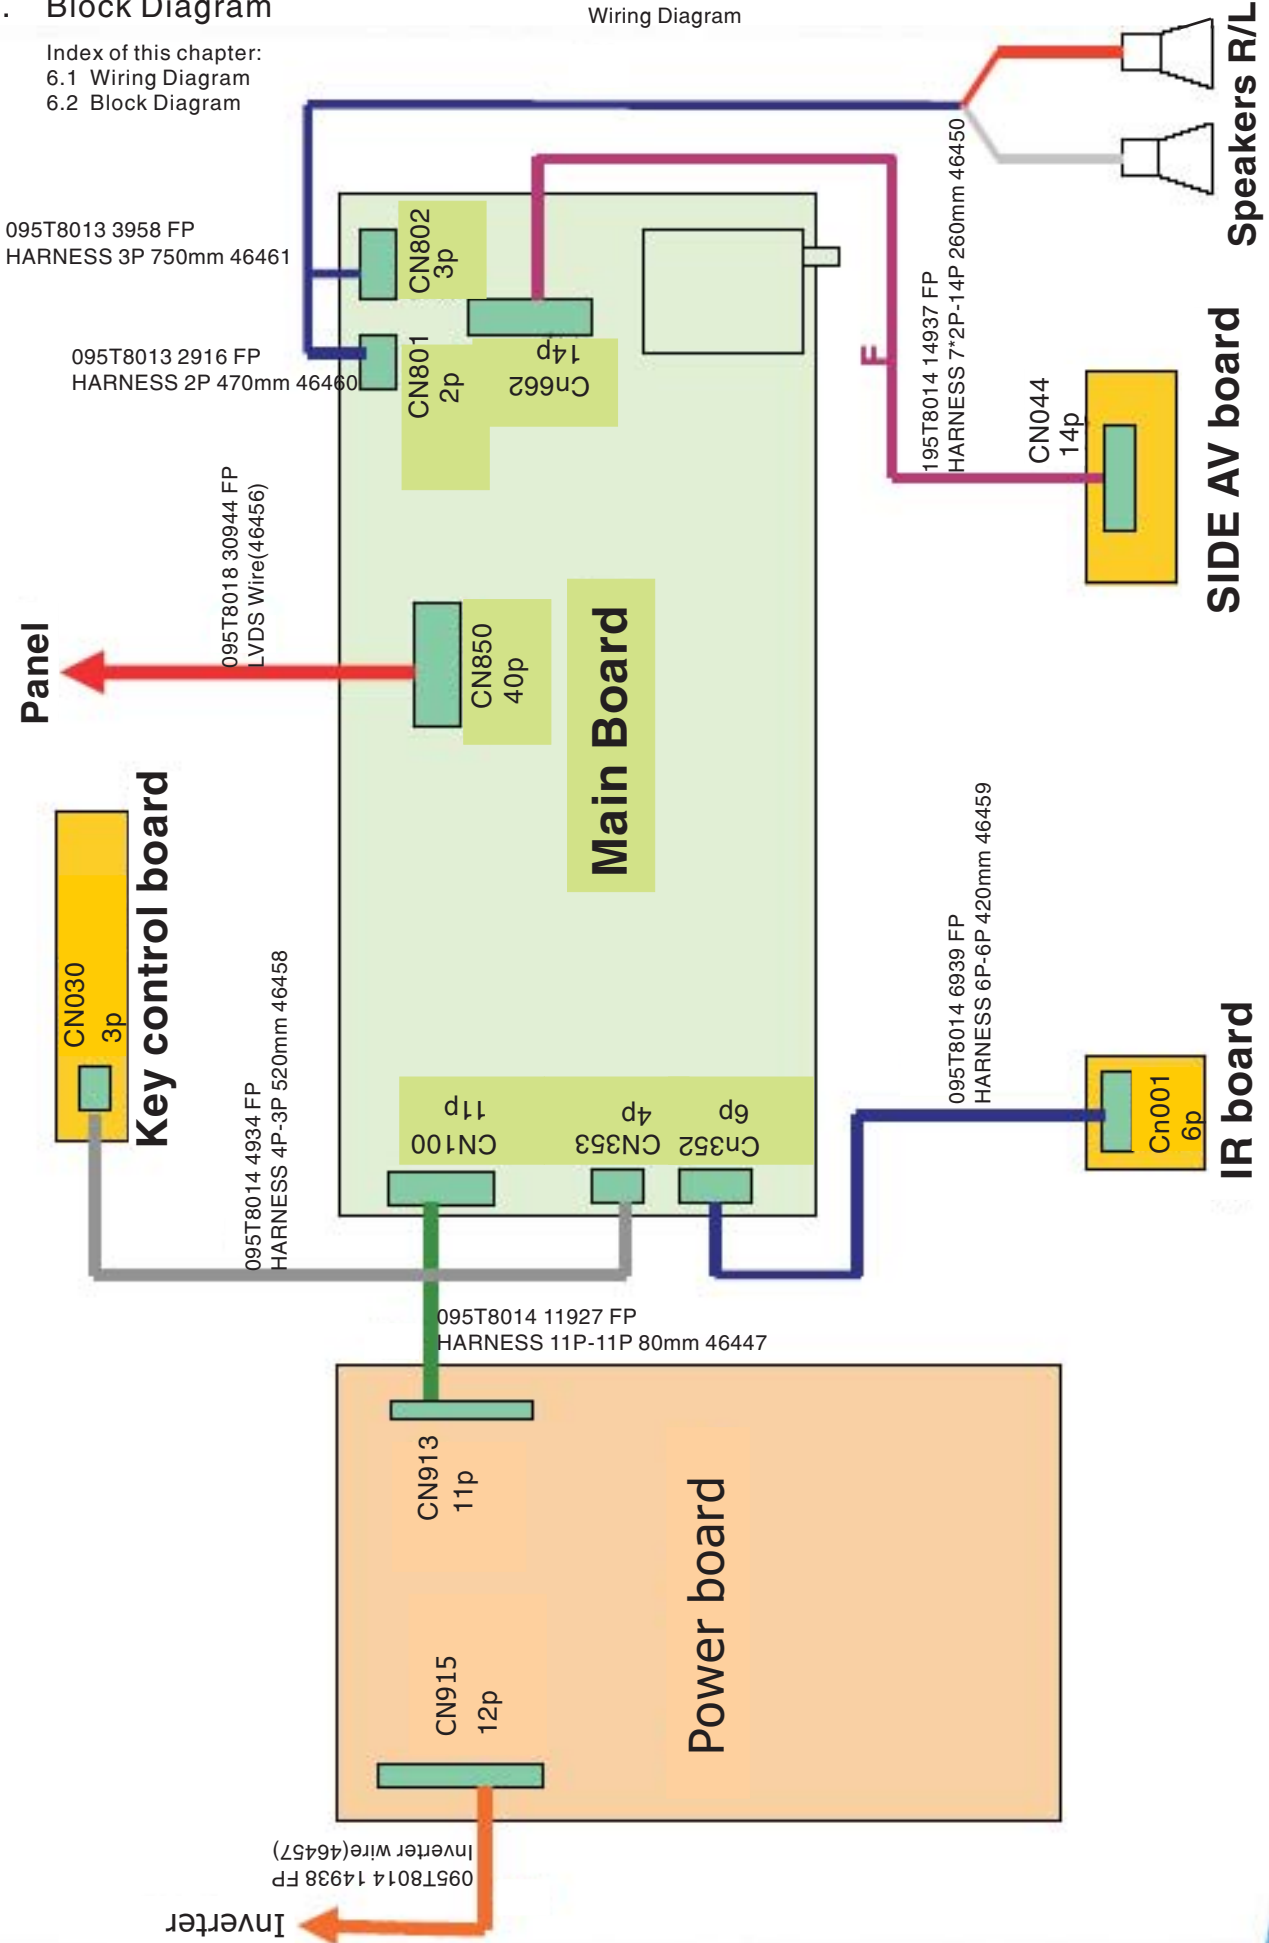 . Block Diagram
Wiring Diagram
Index of this chapter:
6.1 Wiring Diagram
6.2 Block Diagram
Speakers R/L
095T8013 3958 FP
HARNESS 3P 750mm 46461
CN802
3p
095T8013 2916 FP
HARNESS 2P 470mm 46460
CN801
2p
14p
Cn662
F
195T8014 14937 FP
HARNESS 7*2P-14P 260mm 46450
CN044
14p
SIDE AV board
095T8018 30944 FP
LVDS Wire(46456)
Panel
CN850
40p
Main Board
CN030
3p
Key control board
095T8014 4934 FP
HARNESS 4P-3P 520mm 46458
11p
CN100
4p
CN353
6p
Cn352
095T8014 6939 FP
HARNESS 6P-6P 420mm 46459
Cn001
6p
IR board
095T8014 11927 FP
HARNESS 11P-11P 80mm 46447
CN913
11p
CN915
12p
Power board
095T8014 14938 FP
Inverter wire(46457)
Inverter